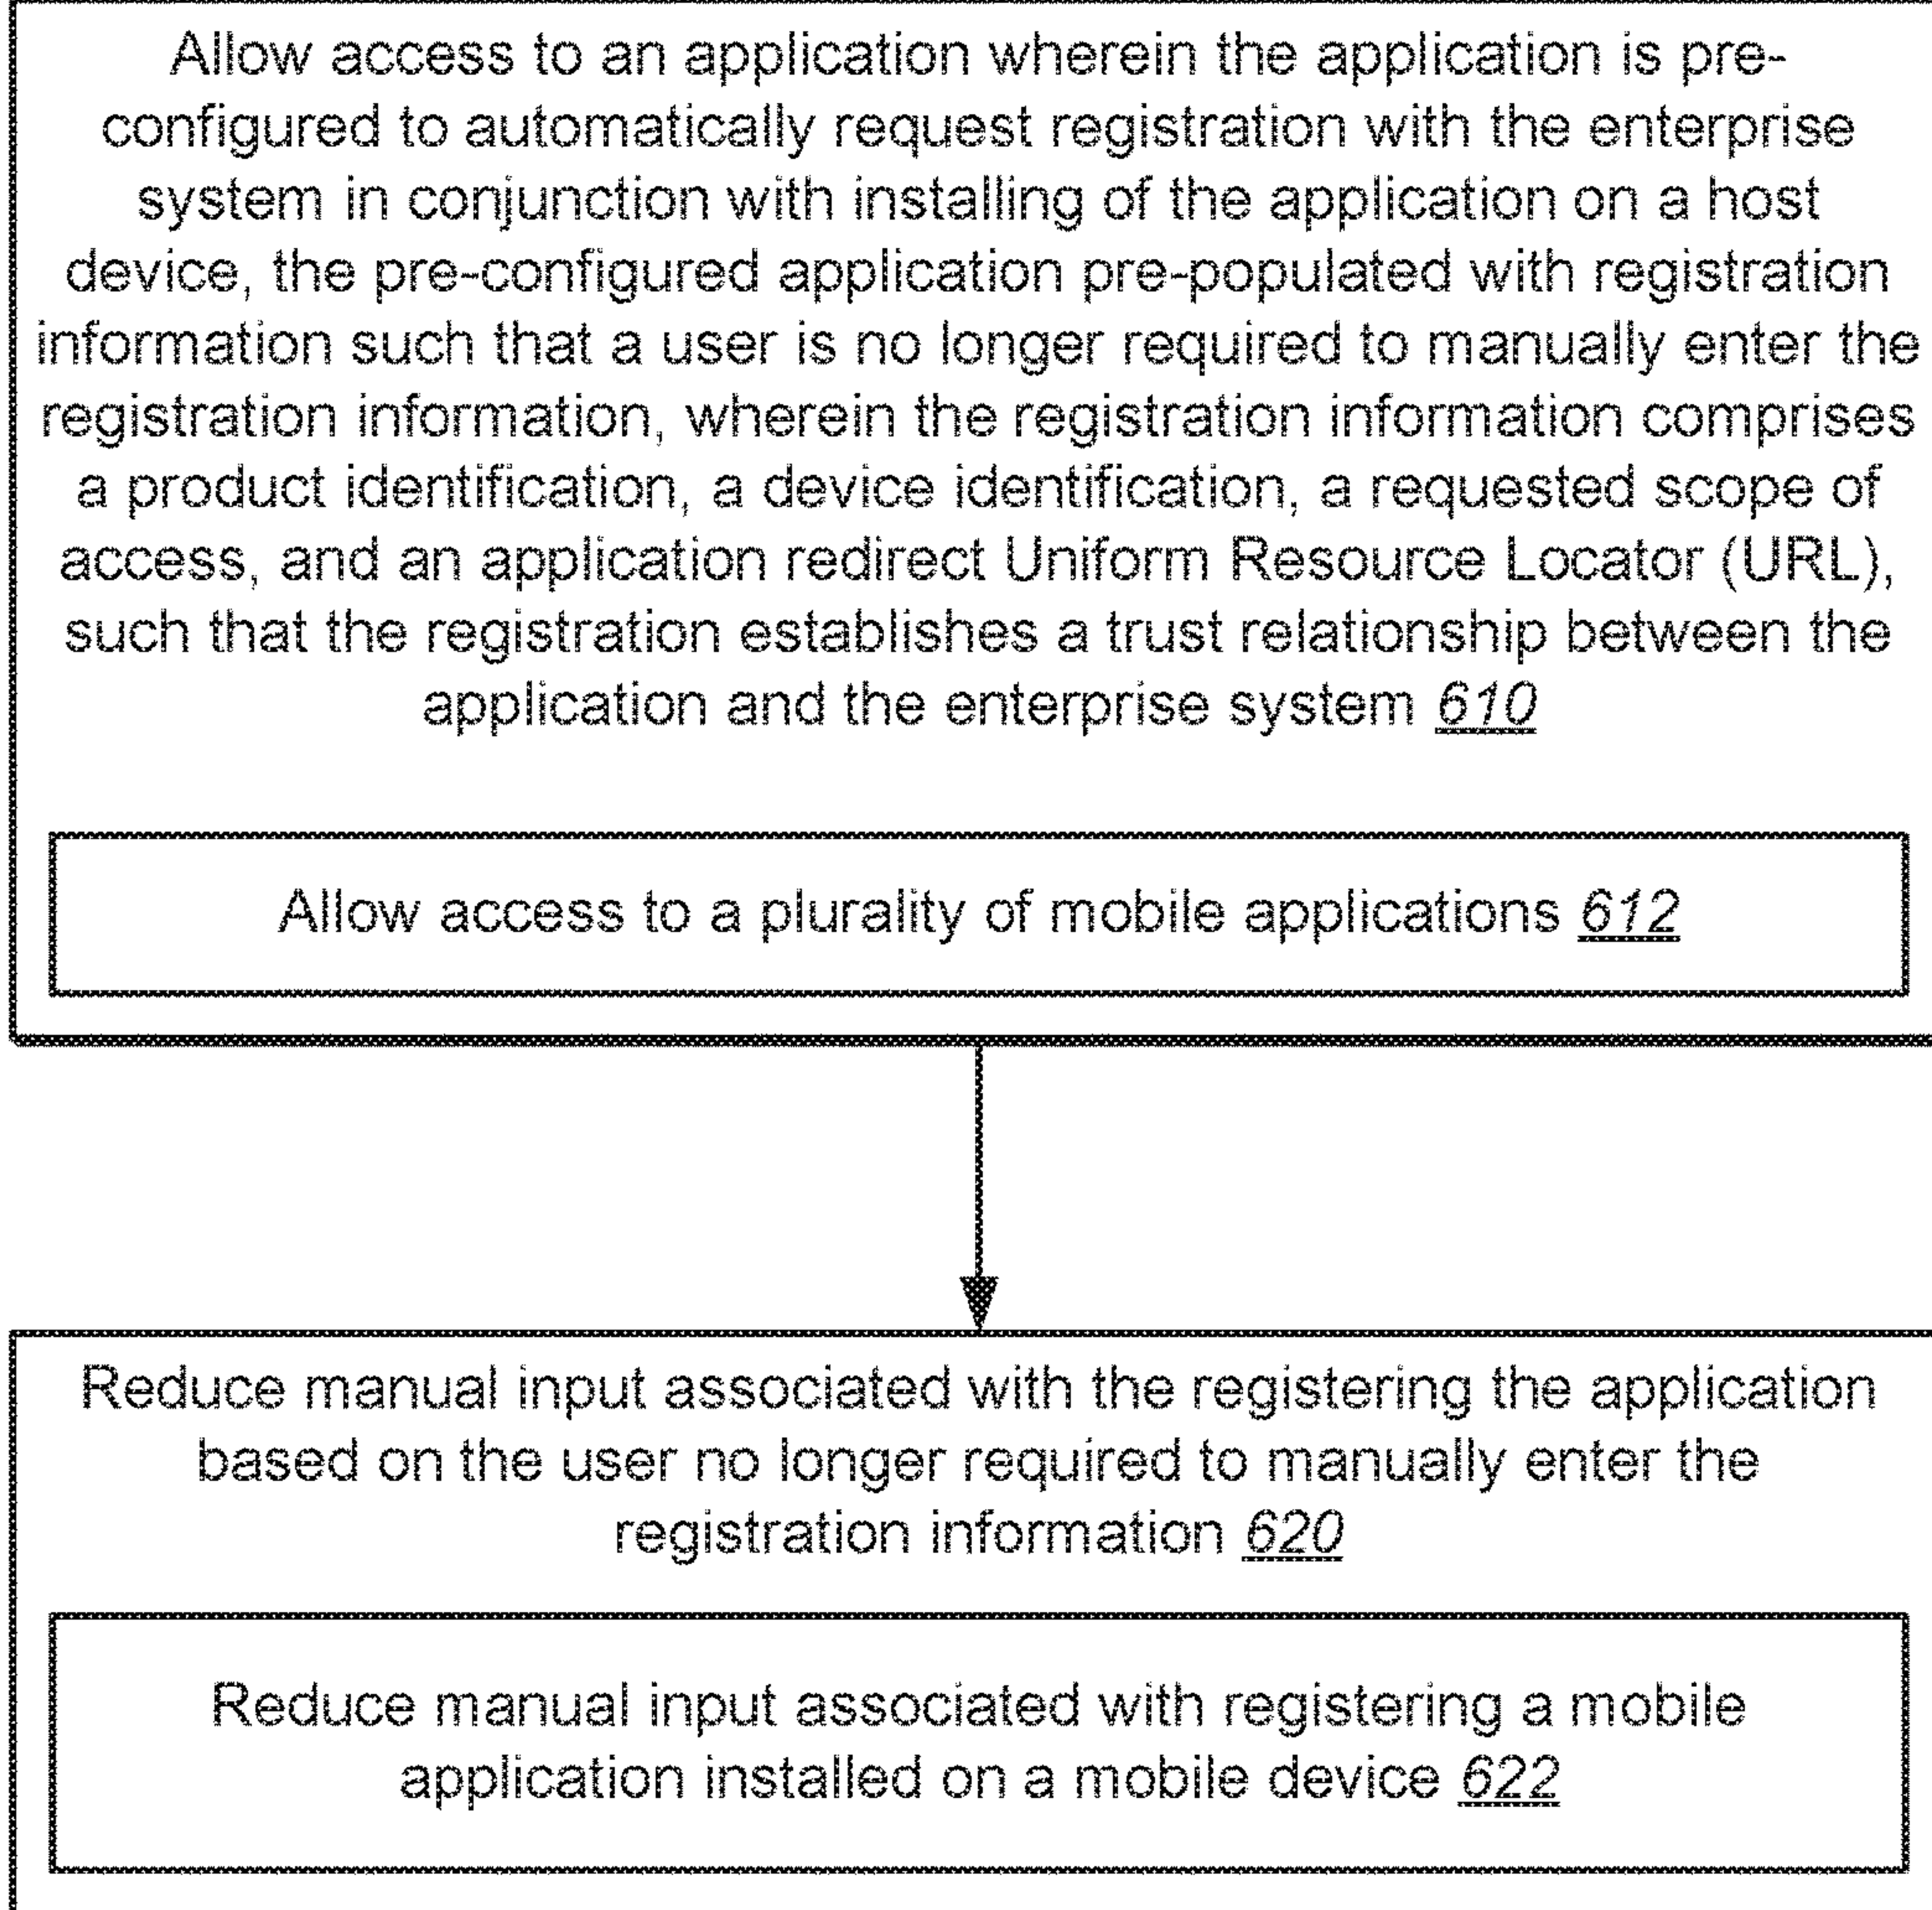 Allow access to an application wherein the application is pre-
configured to automatically request registration with the enterprise
system in conjunction with installing of the application on a host
device, the pre-configured application pre-populated with registration
information such that a user is no longer required to manually enter the
registration information, wherein the registration information comprises
a product identification, a device identification, a requested scope of
access, and an application redirect Uniform Resource Locator (URL),
such that the registration establishes a trust relationship between the
application and the enterprise system 610
Allow access to a plurality of mobile applications 612
Reduce manual input associated with the registering the application
based on the user no longer required to manually enter the
registration information 620
Reduce manual input associated with registering a mobile
application installed on a mobile device 622